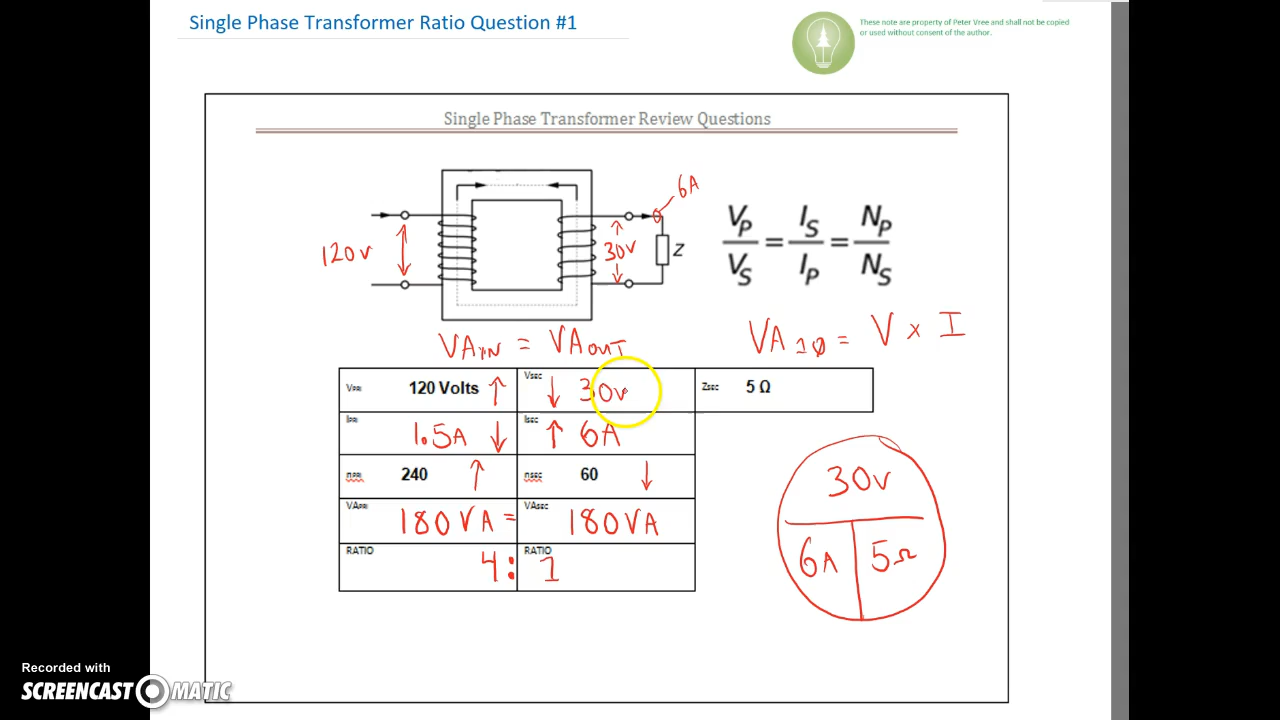 Single Phase Transformer Ratio Question #1
These note are property of Peter Vree and shall not be copied
or used without consent of the author.
Single Phase Transformer Review Questions
6A
120v
30v
Z
VP/VS = IS/IP = NP/NS
VAIN = VAOUT
VA1Ø = V x I
VPRI 120 Volts ↑ VSEC ↓ 30v ZSEC 5 Ω
IPRI 1.5A ↓ ISEC ↑ 6A
nPRI 240 ↑ nSEC 60 ↓
VAPRI 180VA = VASEC 180VA
RATIO 4 : RATIO 1
30v
6A 5Ω
Recorded with
SCREENCAST O MATIC